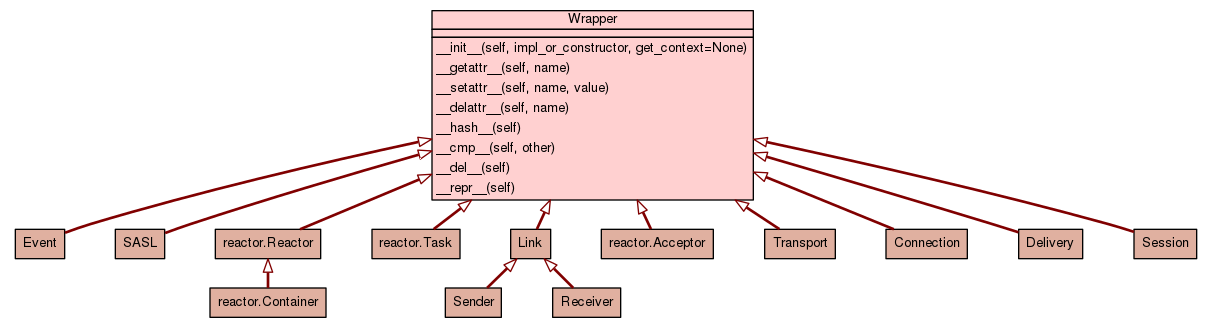 Wrapper
__init__(self, impl_or_constructor, get_context=None)
__getattr__(self, name)
__setattr__(self, name, value)
__delattr__(self, name)
__hash__(self)
__cmp__(self, other)
__del__(self)
__repr__(self)
Event
SASL
reactor.Reactor
reactor.Task
Link
reactor.Acceptor
Transport
Connection
Delivery
Session
reactor.Container
Sender
Receiver